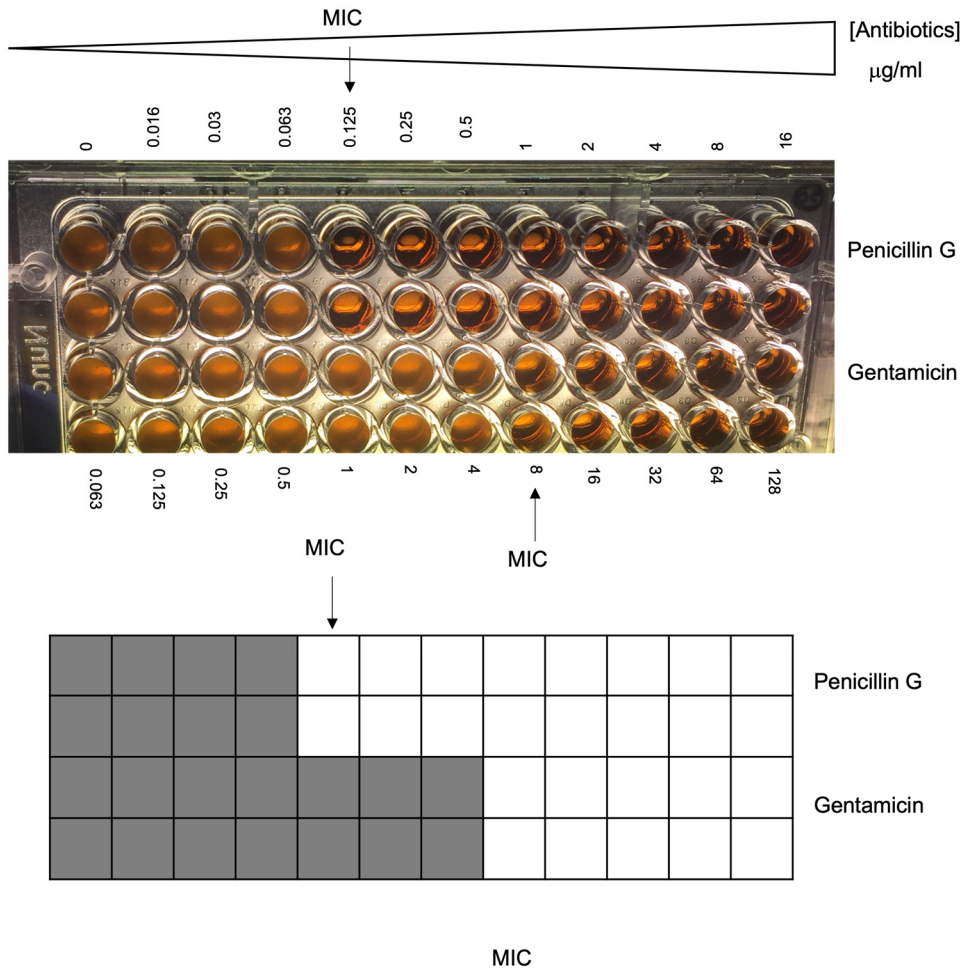 MIC
[Antibiotics]
μg/ml
0 0.016 0.03 0.063 0.125 0.25 0.5 1 2 4 8 16
Penicillin G
Gentamicin
0.063 0.125 0.25 0.5 1 2 4 8 16 32 64 128
MIC
MIC
Penicillin G
Gentamicin
MIC